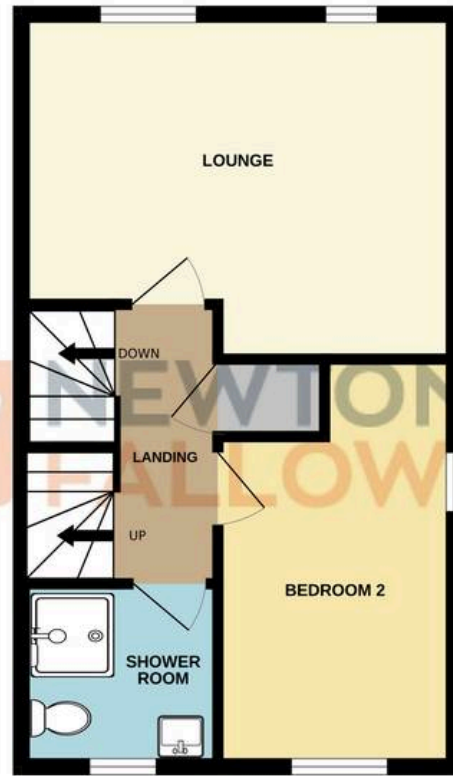 LOUNGE
DOWN
NEWTON
FALLOW
LANDING
UP
BEDROOM 2
SHOWER
ROOM